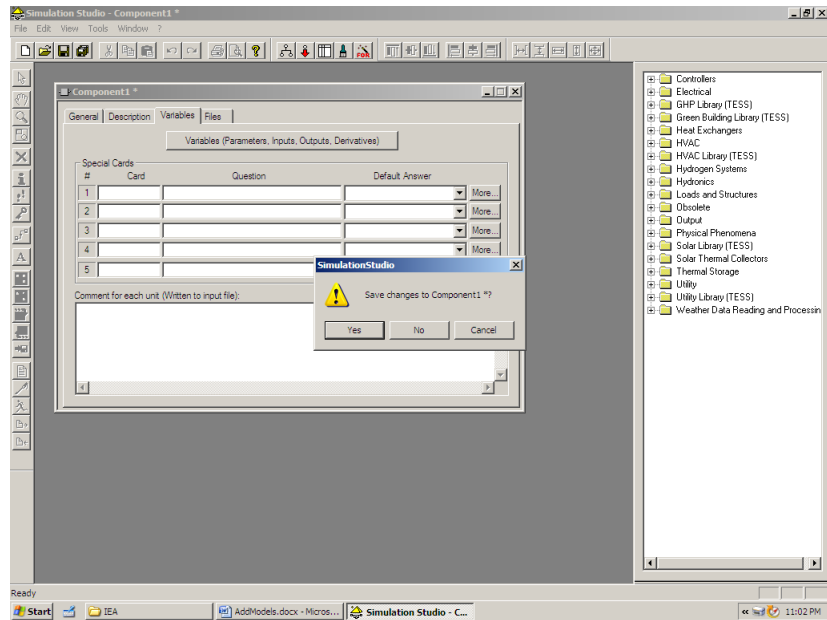 Simulation Studio - Component1 *
File Edit View Tools Window ?
FOR
Component1 *
General Description Variables Files
Variables (Parameters, Inputs, Outputs, Derivatives)
Special Cards
# Card Question Default Answer
1 More...
2 More...
3 More...
4 More...
5
Comment for each unit (Written to input file):
SimulationStudio
Save changes to Component1 *?
Yes No Cancel
Controllers
Electrical
GHP Library (TESS)
Green Building Library (TESS)
Heat Exchangers
HVAC
HVAC Library (TESS)
Hydrogen Systems
Hydronics
Loads and Structures
Obsolete
Output
Physical Phenomena
Solar Library (TESS)
Solar Thermal Collectors
Thermal Storage
Utility
Utility Library (TESS)
Weather Data Reading and Processin
Ready
Start IEA AddModels.docx - Micros... Simulation Studio - C... « 11:02 PM